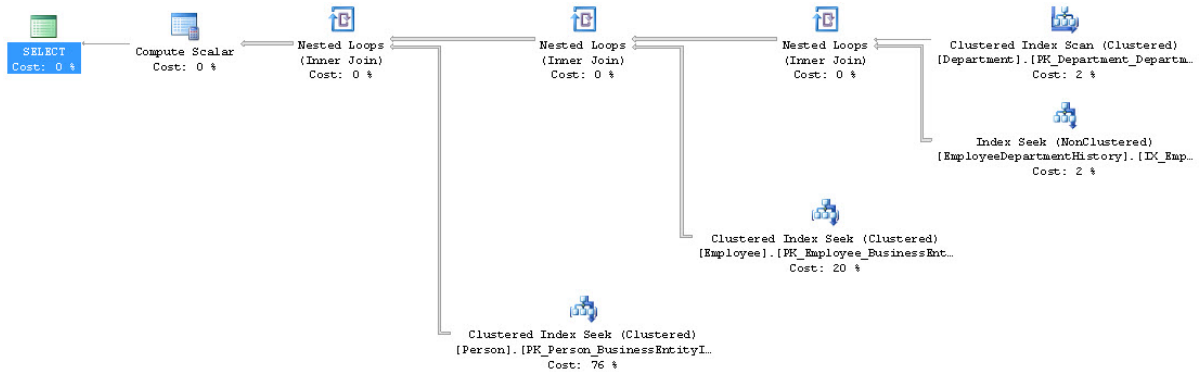 SELECT
Cost: 0 %
Compute Scalar
Cost: 0 %
Nested Loops
(Inner Join)
Cost: 0 %
Nested Loops
(Inner Join)
Cost: 0 %
Nested Loops
(Inner Join)
Cost: 0 %
Clustered Index Scan (Clustered)
[Department].[PK_Department_Departm…
Cost: 2 %
Index Seek (NonClustered)
[EmployeeDepartmentHistory].[IX_Emp…
Cost: 2 %
Clustered Index Seek (Clustered)
[Employee].[PK_Employee_BusinessEnt…
Cost: 20 %
Clustered Index Seek (Clustered)
[Person].[PK_Person_BusinessEntityI…
Cost: 76 %